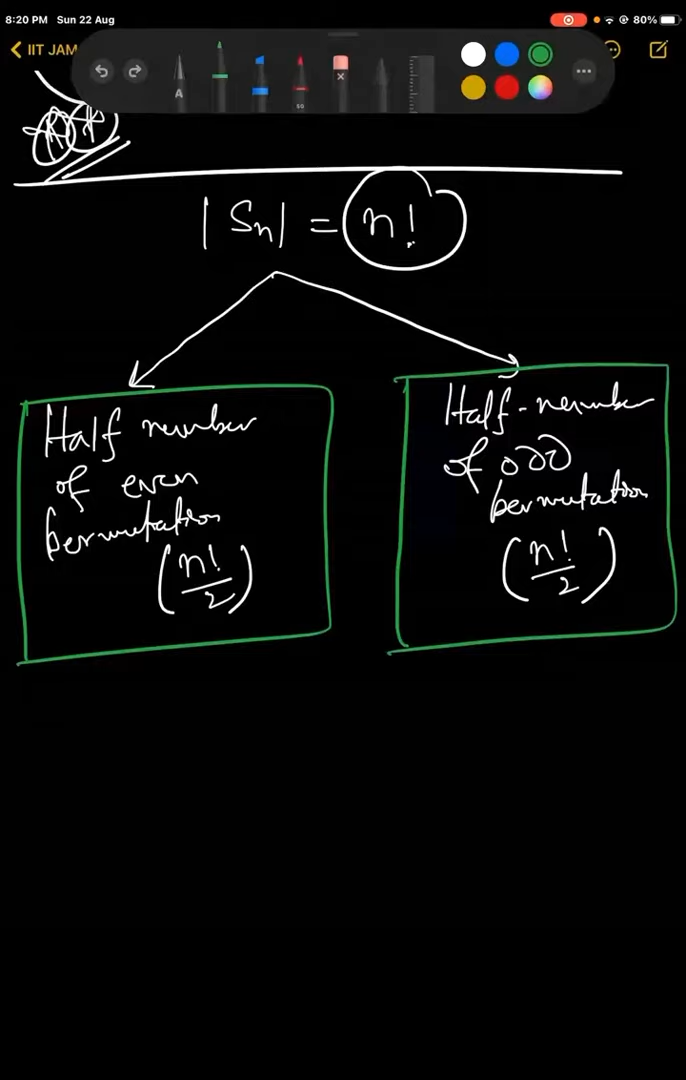 8:20 PM Sun 22 Aug
80%
IIT JAM
A
50
|Sn| = n!
Half number
of even
permutation
(n!/2)
Half-number
of odd
permutation
(n!/2)